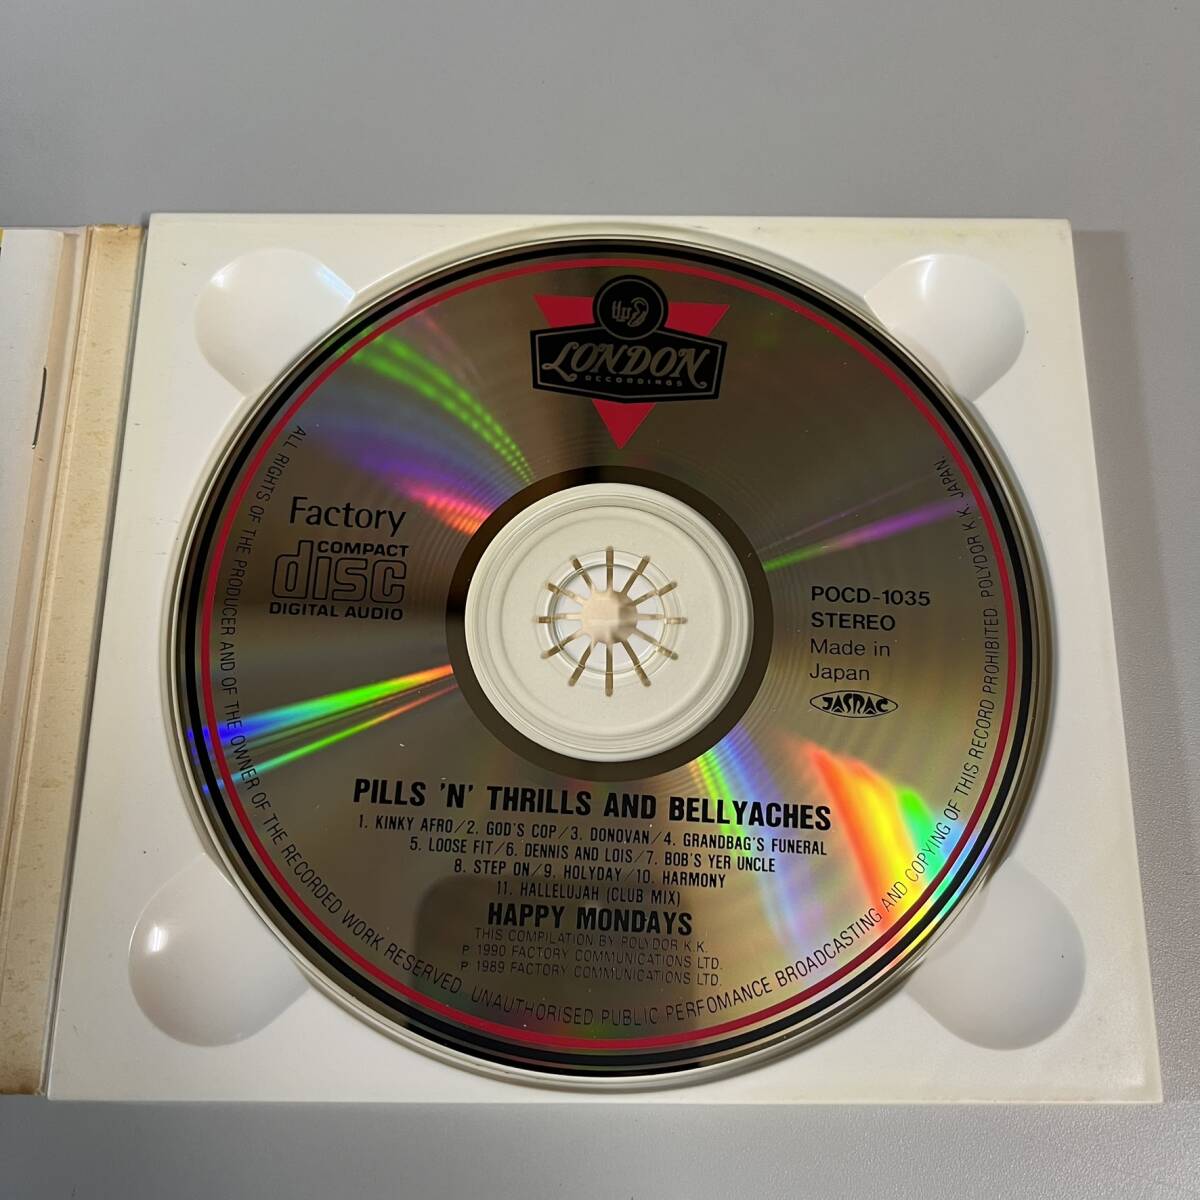 LONDON
RECORDINGS
Factory
COMPACT
disc
DIGITAL AUDIO
POCD-1035
STEREO
Made in
Japan
JASRAC
PILLS 'N' THRILLS AND BELLYACHES
1. KINKY AFRO/2. GOD'S COP/3. DONOVAN/4. GRANDBAG'S FUNERAL
5. LOOSE FIT/6. DENNIS AND LOIS/7. BOB'S YER UNCLE
8. STEP ON/9. HOLYDAY/10. HARMONY
11. HALLELUJAH (CLUB MIX)
HAPPY MONDAYS
THIS COMPILATION BY POLYDOR K.K.
P 1990 FACTORY COMMUNICATIONS LTD.
P 1989 FACTORY COMMUNICATIONS LTD.
ALL RIGHTS OF THE PRODUCER AND OF THE OWNER OF THE RECORDED WORK RESERVED. UNAUTHORISED PUBLIC PERFOMANCE BROADCASTING AND COPYING OF THIS RECORD PROHIBITED POLYDOR K.K. JAPAN.